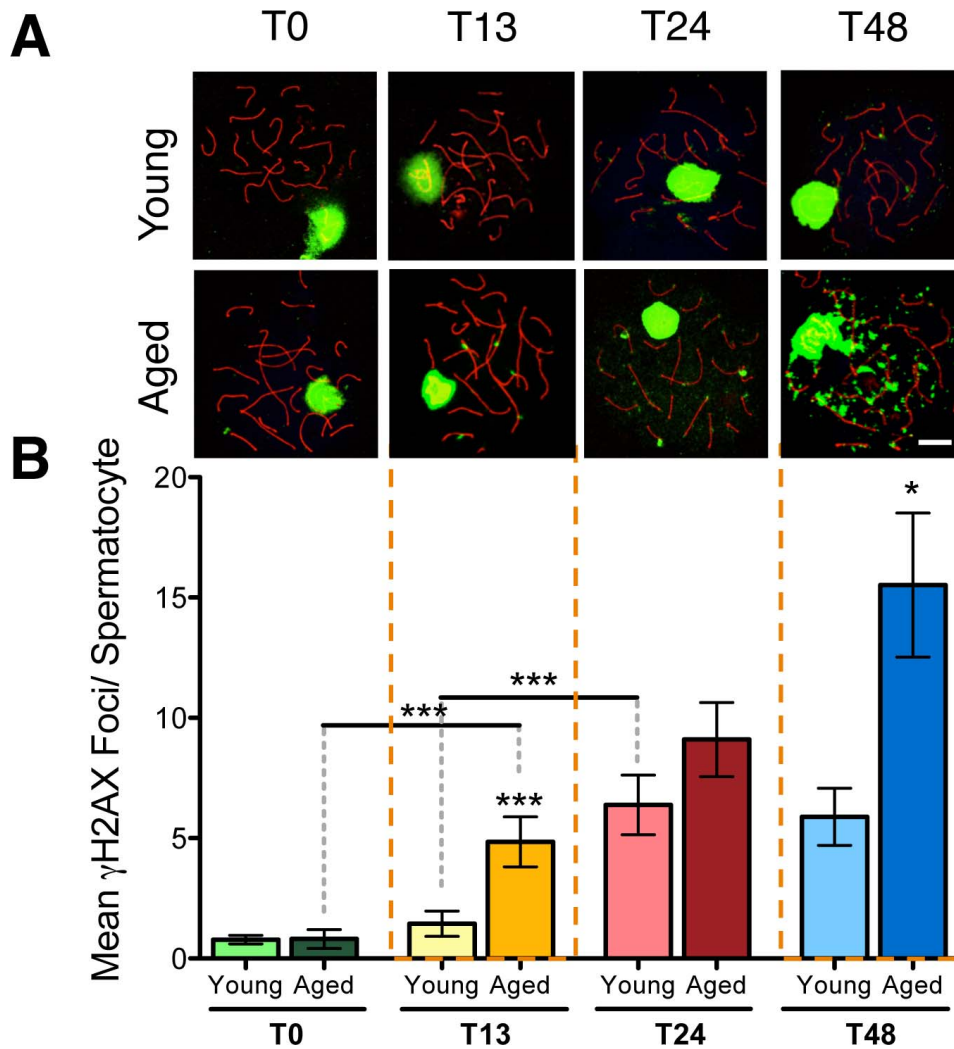 A
T0 T13 T24 T48
Young
Aged
B
Mean γH2AX Foci/ Spermatocyte
20
15
10
5
0
*
***
***
***
Young Aged Young Aged Young Aged Young Aged
T0 T13 T24 T48